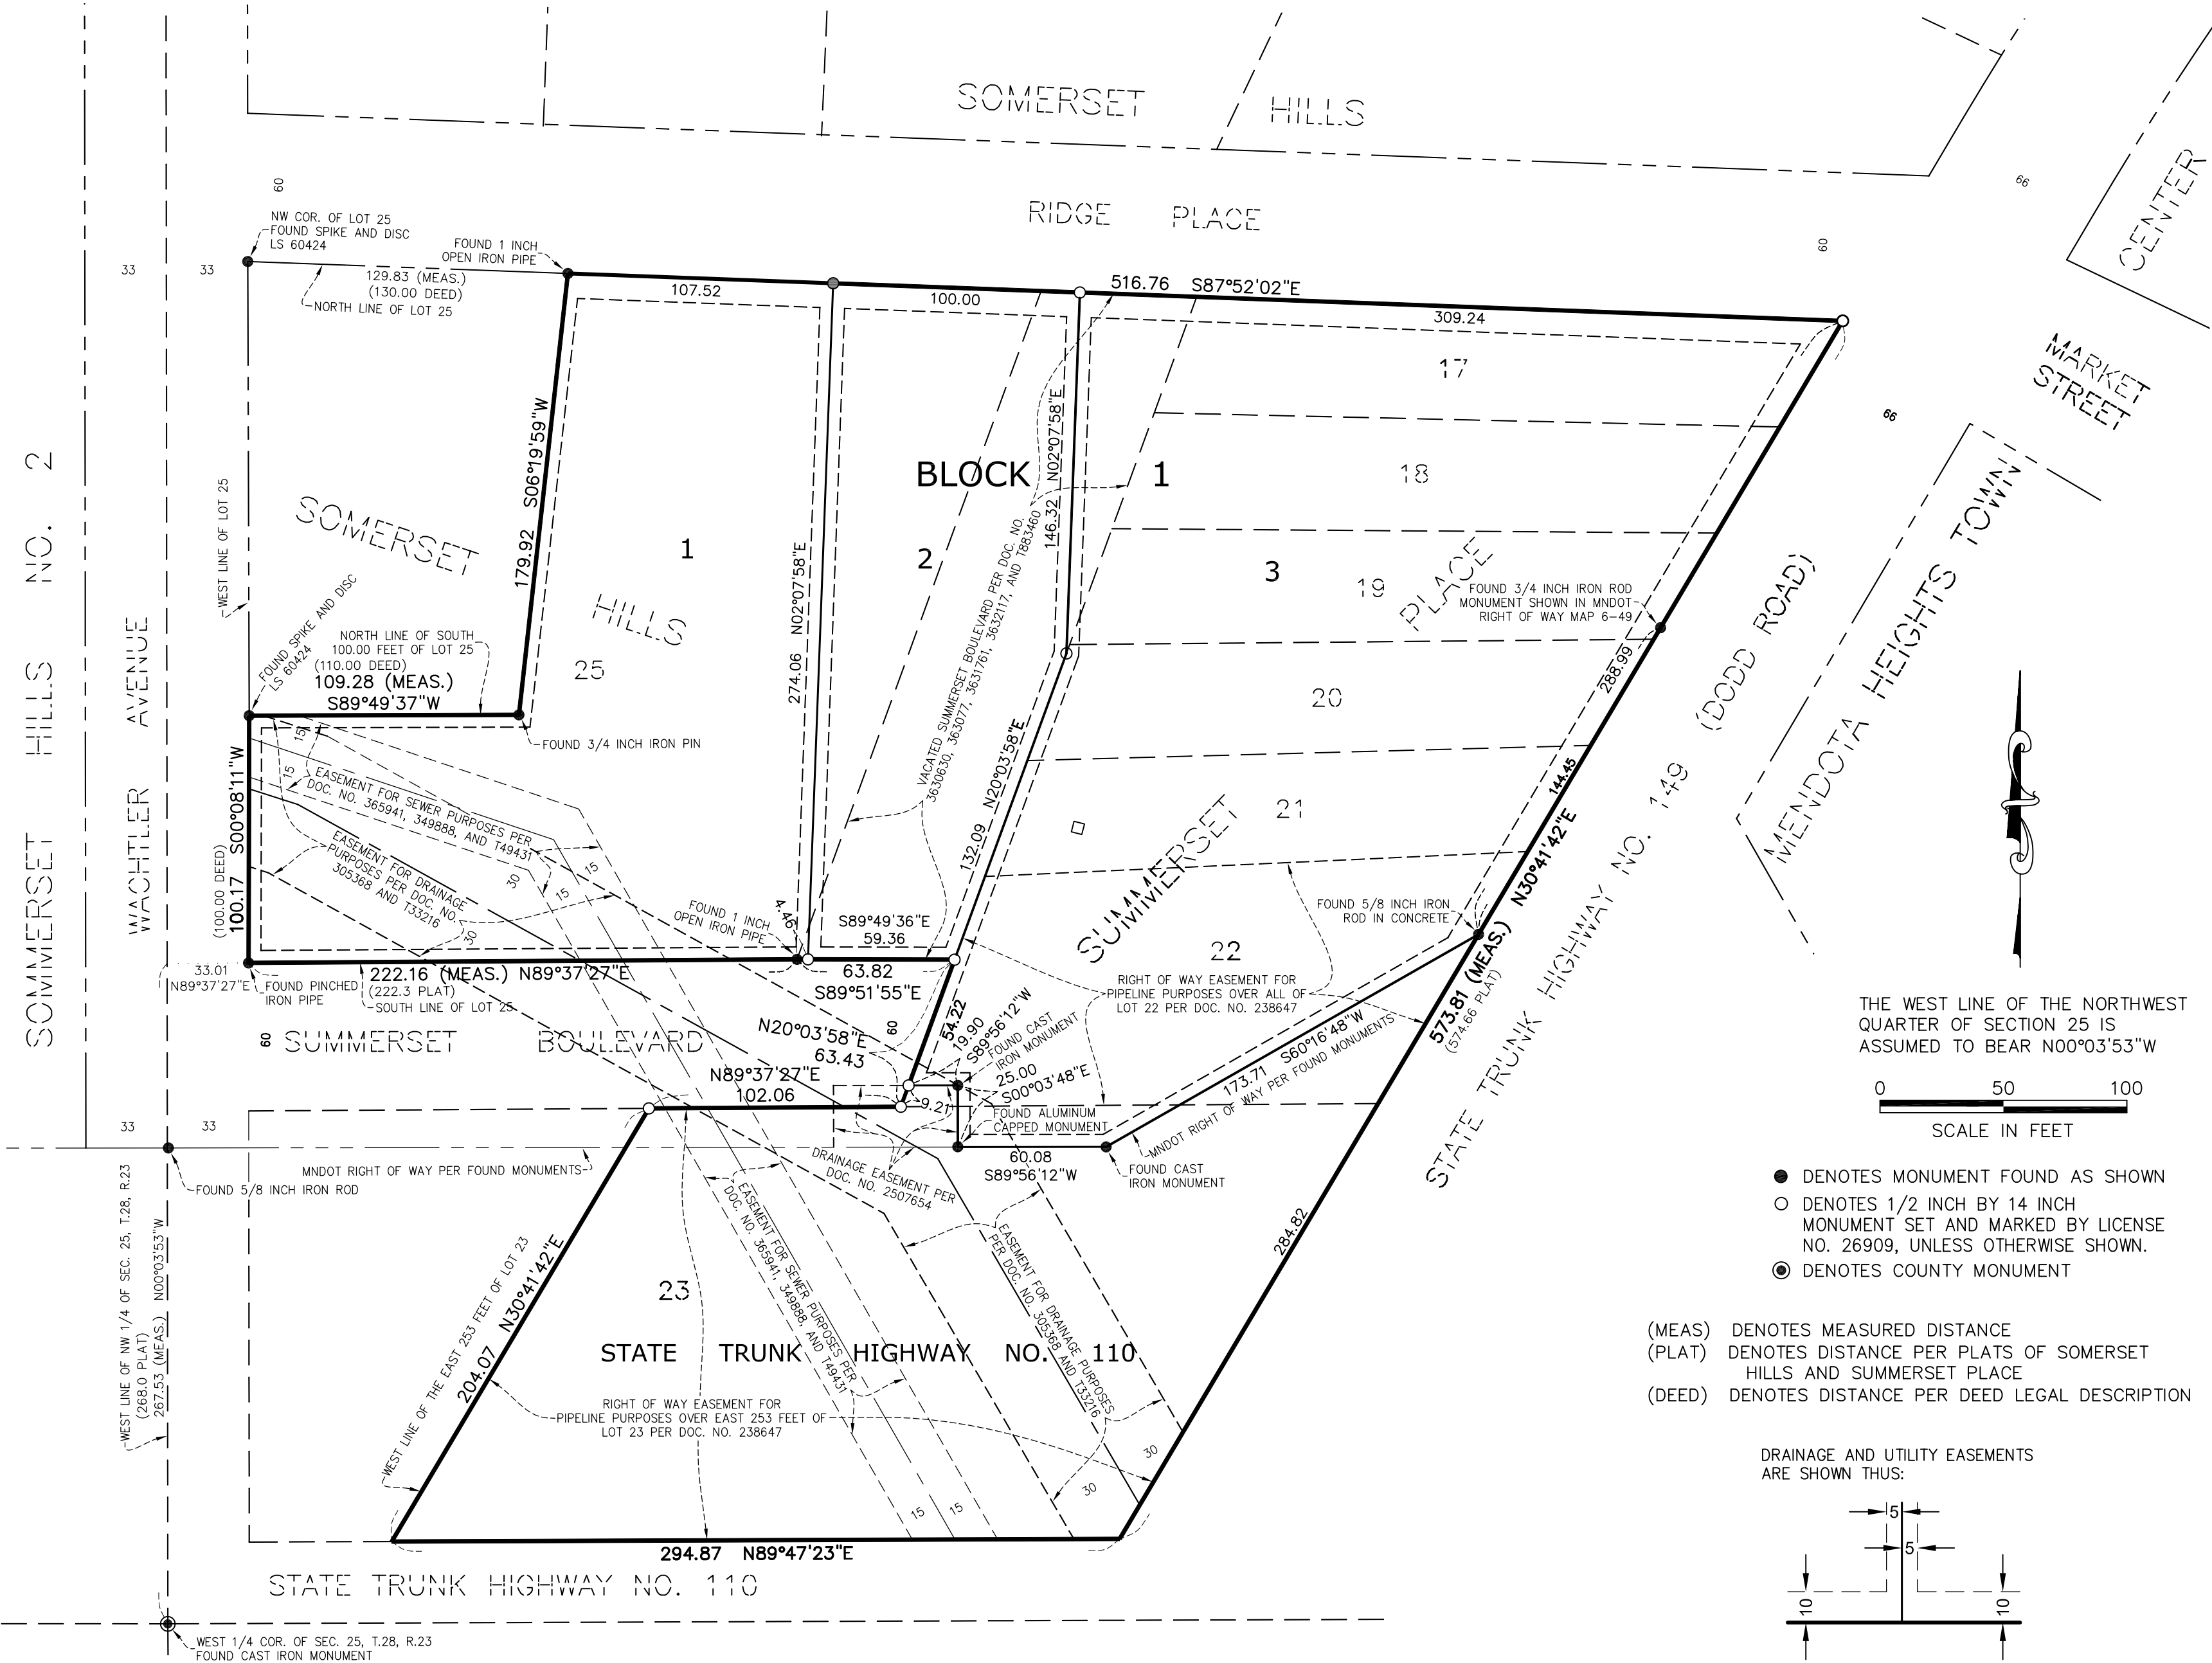 SOMERSET HILLS
60
66
CENTER
RIDGE PLACE
60
NW COR. OF LOT 25
FOUND SPIKE AND DISC
LS 60424
FOUND 1 INCH
OPEN IRON PIPE
33
33
129.83 (MEAS.)
(130.00 DEED)
NORTH LINE OF LOT 25
107.52
100.00
516.76 S87°52'02"E
309.24
MARKET
STREET
66
17
18
19
20
21
22
23
25
BLOCK 1
1
2
3
SOMERSET
HILLS
SUMMERSET
PLACE
SOMMERSET HILLS NO. 2
WACHTLER AVENUE
WEST LINE OF LOT 25
179.92 S06°19'59"W
274.06 N02°07'58"E
146.32 N02°07'58"E
VACATED SUMMERSET BOULEVARD PER DOC. NO.
3630630, 363077, 3631761, 3632117, AND T883460
FOUND 3/4 INCH IRON ROD
MONUMENT SHOWN IN MNDOT
RIGHT OF WAY MAP 6-49
288.99
144.45
STATE TRUNK HIGHWAY NO. 149 (DODD ROAD)
MENDOTA HEIGHTS TOWN
FOUND SPIKE AND DISC
LS 60424
NORTH LINE OF SOUTH
100.00 FEET OF LOT 25
(110.00 DEED)
109.28 (MEAS.)
S89°49'37"W
FOUND 3/4 INCH IRON PIN
100.17 S00°08'11"W
(100.00 DEED)
15
15
EASEMENT FOR SEWER PURPOSES PER
DOC. NO. 365941, 349888, AND T49431
EASEMENT FOR DRAINAGE
PURPOSES PER DOC. NO.
305368 AND T33216
30
15
15
30
FOUND 1 INCH
OPEN IRON PIPE
4.46
S89°49'36"E
59.36
132.09 N20°03'58"E
FOUND 5/8 INCH IRON
ROD IN CONCRETE
N30°41'42"E
573.81 (MEAS.)
(574.66 PLAT)
33.01
N89°37'27"E
FOUND PINCHED
IRON PIPE
222.16 (MEAS.) N89°37'27"E
(222.3 PLAT)
SOUTH LINE OF LOT 25
63.82
S89°51'55"E
60
SUMMERSET BOULEVARD
N20°03'58"E
63.43
60
54.22
19.90
S89°56'12"W
FOUND CAST
IRON MONUMENT
25.00
S00°03'48"E
RIGHT OF WAY EASEMENT FOR
PIPELINE PURPOSES OVER ALL OF
LOT 22 PER DOC. NO. 238647
S60°16'48"W
173.71
MNDOT RIGHT OF WAY PER FOUND MONUMENTS
N89°37'27"E
102.06
9.21
FOUND ALUMINUM
CAPPED MONUMENT
33
33
60.08
S89°56'12"W
FOUND CAST
IRON MONUMENT
MNDOT RIGHT OF WAY PER FOUND MONUMENTS
FOUND 5/8 INCH IRON ROD
DRAINAGE EASEMENT PER
DOC. NO. 2507654
WEST LINE OF NW 1/4 OF SEC. 25, T.28, R.23
(268.0 PLAT)
267.53 (MEAS.) N00°03'53"W
WEST LINE OF THE EAST 253 FEET OF LOT 23
204.07 N30°41'42"E
EASEMENT FOR SEWER PURPOSES PER
DOC. NO. 365941, 349888, AND T49431
EASEMENT FOR DRAINAGE PURPOSES
PER DOC. NO. 305368 AND T33216
284.82
STATE TRUNK HIGHWAY NO. 110
RIGHT OF WAY EASEMENT FOR
PIPELINE PURPOSES OVER EAST 253 FEET OF
LOT 23 PER DOC. NO. 238647
15
15
30
30
294.87 N89°47'23"E
STATE TRUNK HIGHWAY NO. 110
WEST 1/4 COR. OF SEC. 25, T.28, R.23
FOUND CAST IRON MONUMENT
THE WEST LINE OF THE NORTHWEST
QUARTER OF SECTION 25 IS
ASSUMED TO BEAR N00°03'53"W
0 50 100
SCALE IN FEET
DENOTES MONUMENT FOUND AS SHOWN
DENOTES 1/2 INCH BY 14 INCH
MONUMENT SET AND MARKED BY LICENSE
NO. 26909, UNLESS OTHERWISE SHOWN.
DENOTES COUNTY MONUMENT
(MEAS) DENOTES MEASURED DISTANCE
(PLAT) DENOTES DISTANCE PER PLATS OF SOMERSET
HILLS AND SUMMERSET PLACE
(DEED) DENOTES DISTANCE PER DEED LEGAL DESCRIPTION
DRAINAGE AND UTILITY EASEMENTS
ARE SHOWN THUS:
5
5
10
10